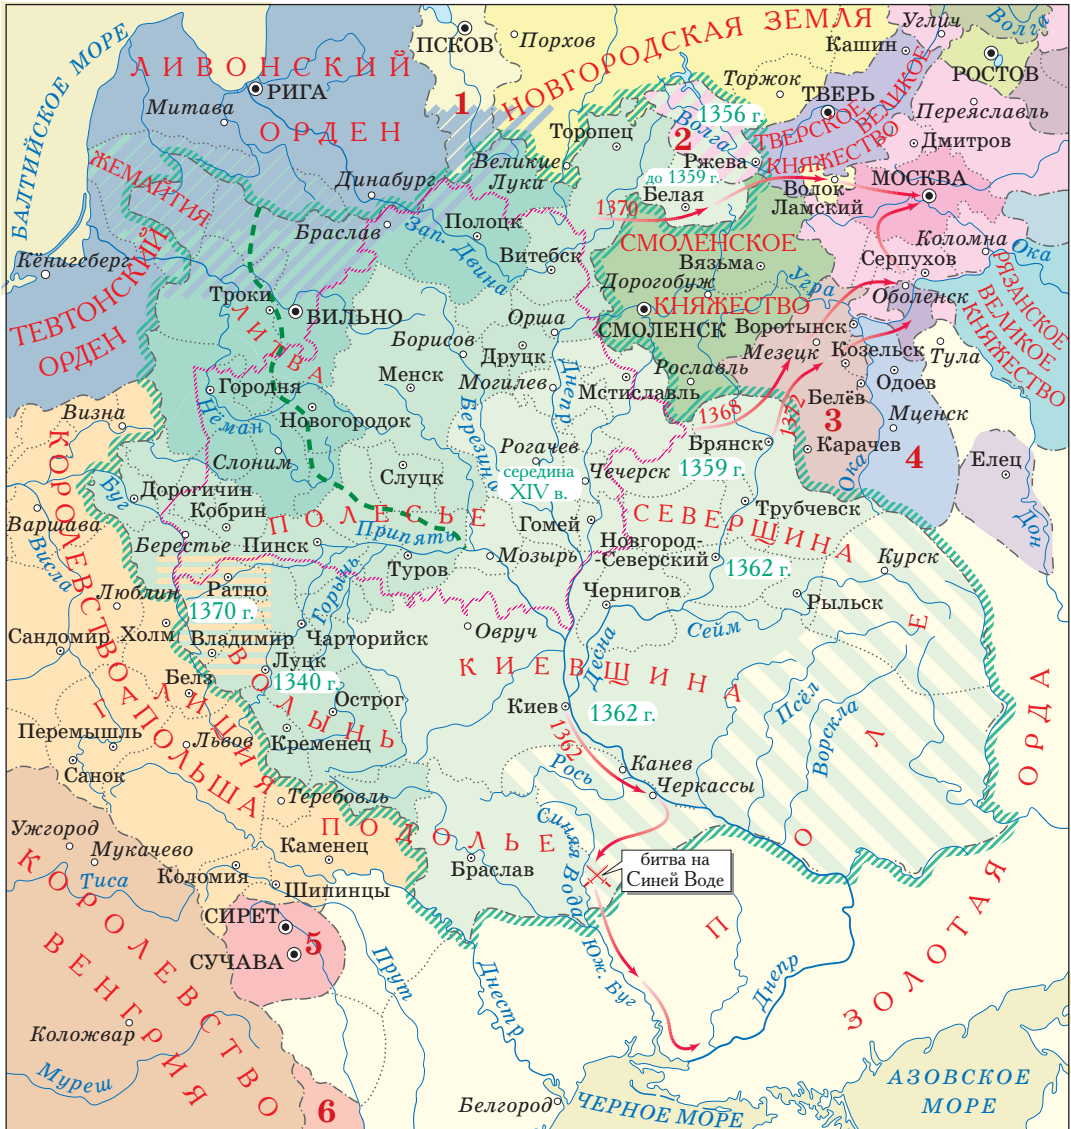 БАЛТИЙСКОЕ МОРЕ
ЛИВОНСКИЙ
ОРДЕН
РИГА
Митава
ЖЕМАЙТИЯ
Динабург
Браслав
Кёнигсберг
ТЕВТОНСКИЙ
ОРДЕН
ПСКОВ
Порхов
1
НОВГОРОДСКАЯ ЗЕМЛЯ
Торопец
Великие
Луки
Полоцк
Зап. Двина
Витебск
Торжок
1356 г.
Волга
2
Ржева
до 1359 г.
Белая
1370
Углич
Кашин
Волга
ТВЕРЬ
РОСТОВ
ТВЕРСКОЕ
ВЕЛИКОЕ
КНЯЖЕСТВО
Переяславль
Дмитров
Волок-
Ламский
МОСКВА
Коломна
Ока
Серпухов
Оболенск
РЯЗАНСКОЕ
ВЕЛИКОЕ
КНЯЖЕСТВО
СМОЛЕНСКОЕ
КНЯЖЕСТВО
Вязьма
Дорогобуж
СМОЛЕНСК
Угра
Воротынск
Мезецк
Козельск
Тула
Одоев
Белёв
Мценск
3
4
Карачев
Ока
Елец
Дон
Рославль
1368
1372
Брянск
1359 г.
Троки
ВИЛЬНО
ЛИТВА
Городня
Нёман
Новогородок
Слоним
Борисов
Менск
Орша
Друцк
Могилев
Днепр
Березина
Мстиславль
Рогачев
середина
XIV в.
Чечерск
Слуцк
Гомей
Визна
Буг
Дорогичин
Кобрин
Берестье
Пинск
ПОЛЕСЬЕ
Припять
Туров
Мозырь
СЕВЕРЩИНА
Трубчевск
Новгород-
-Северский
1362 г.
Курск
Рыльск
Чернигов
Сейм
Десна
КОРОЛЕВСТВО
ПОЛЬША
Варшава
Висла
Люблин
Сандомир
Холм
Ратно
1370 г.
Владимир
Горынь
Чарторийск
Луцк
1340 г.
Белз
ВОЛЫНЬ
Острог
Кременец
Овруч
КИЕВЩИНА
Киев
1362 г.
1362
Псёл
Ворскла
ПОЛЕ
Перемышль
Санок
Львов
ГАЛИЦИЯ
Теребовль
ПОДОЛЬЕ
Каменец
Браслав
Рось
Канев
Черкассы
Синяя Вода
битва на
Синей Воде
ЗОЛОТАЯ
ОРДА
Ужгород
Мукачево
Тиса
Коломия
Шипинцы
СИРЕТ
5
СУЧАВА
КОРОЛЕВСТВО
ВЕНГРИЯ
Коложвар
Муреш
6
Прут
Днестр
Юж. Буг
Днепр
Белгород
ЧЕРНОЕ МОРЕ
АЗОВСКОЕ
МОРЕ